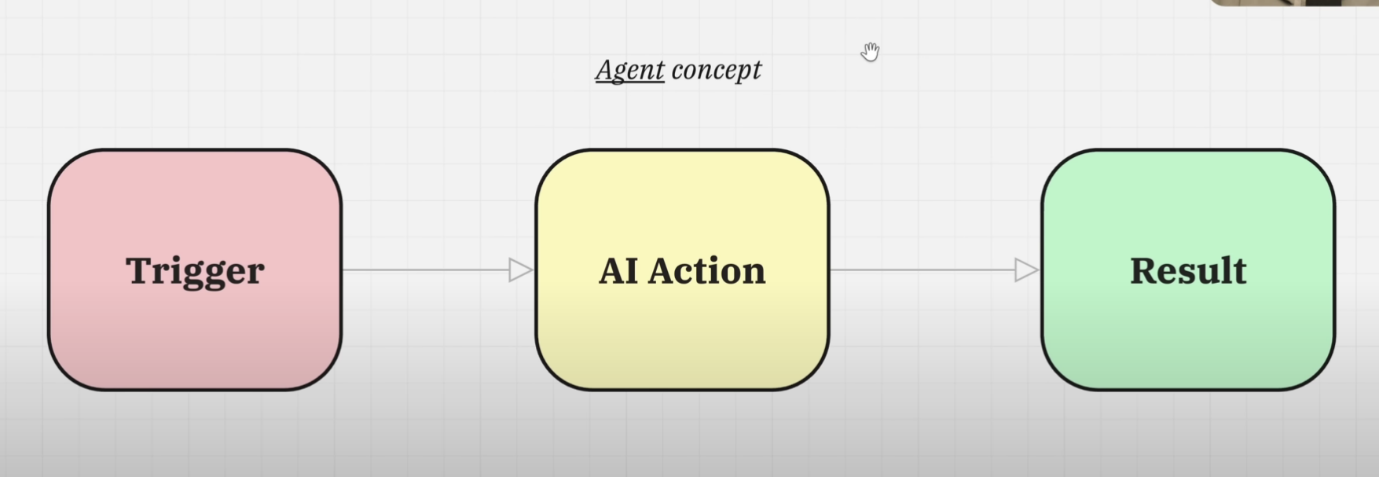 Agent concept
Trigger
AI Action
Result